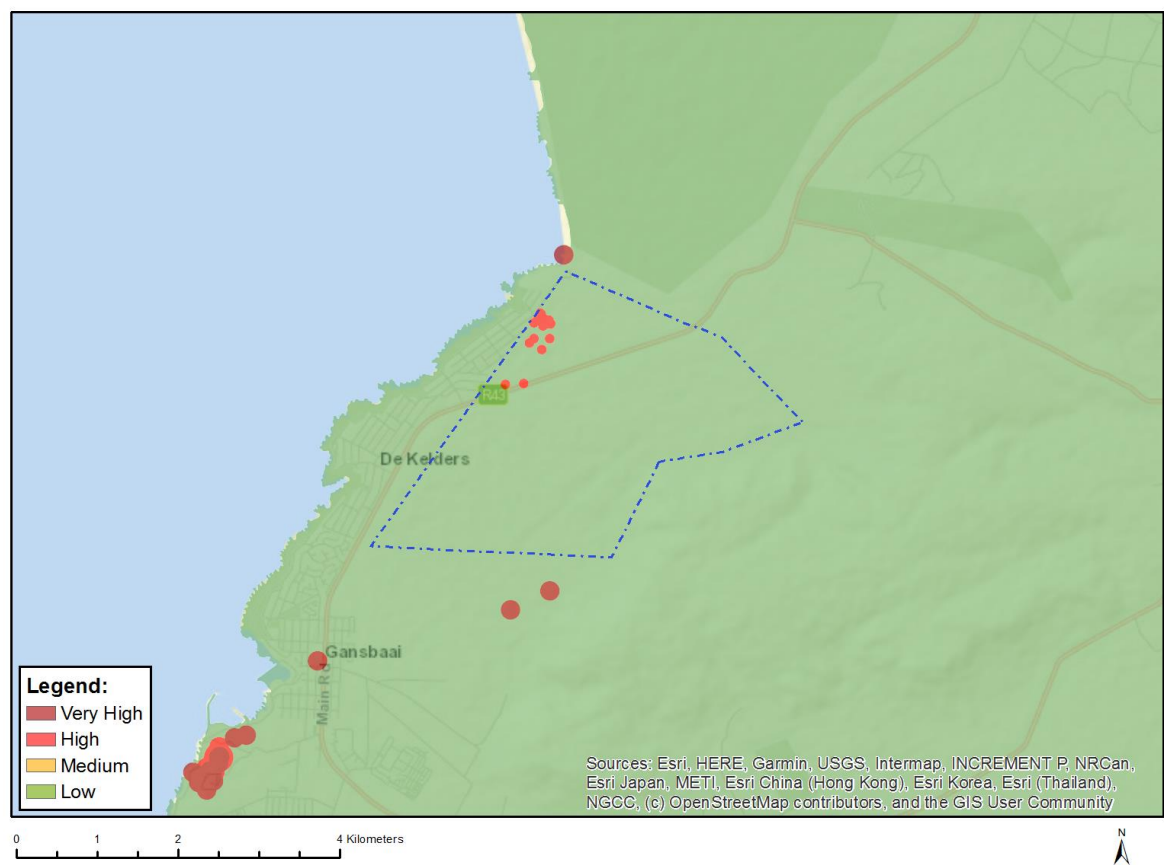 R43
De Kelders
Gansbaai
Main Rd
Legend:
Very High
High
Medium
Low
Sources: Esri, HERE, Garmin, USGS, Intermap, INCREMENT P, NRCan,
Esri Japan, METI, Esri China (Hong Kong), Esri Korea, Esri (Thailand),
NGCC, (c) OpenStreetMap contributors, and the GIS User Community
0 1 2 4 Kilometers
N